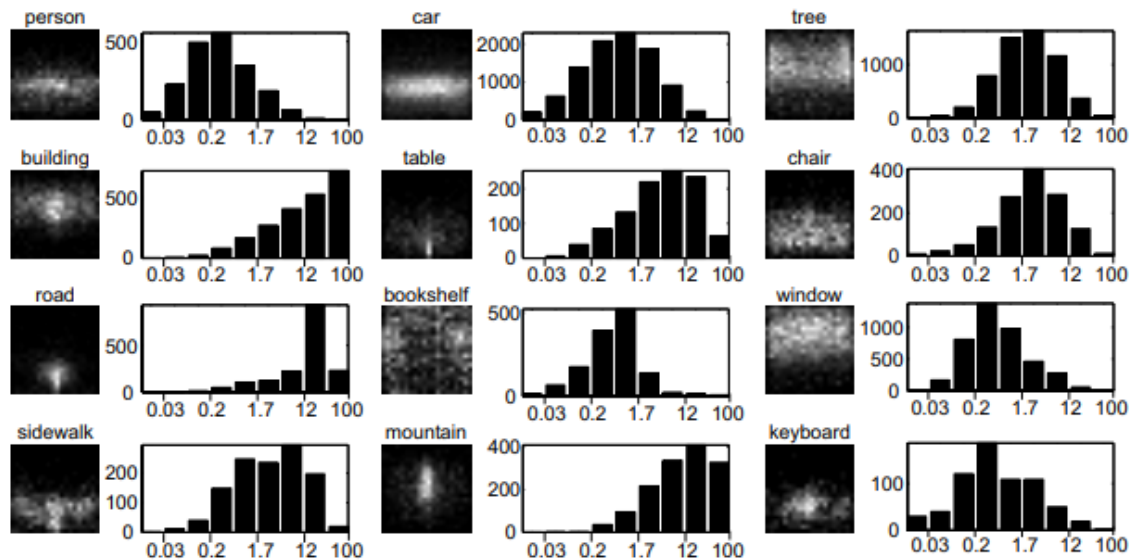 person car tree
500 2000 1000
1000
0 0 0
0.03 0.2 1.7 12 100 0.03 0.2 1.7 12 100 0.03 0.2 1.7 12 100
building table chair
500 200 400
100 200
0 0 0
0.03 0.2 1.7 12 100 0.03 0.2 1.7 12 100 0.03 0.2 1.7 12 100
road bookshelf window
500 500 1000
500
0 0 0
0.03 0.2 1.7 12 100 0.03 0.2 1.7 12 100 0.03 0.2 1.7 12 100
sidewalk mountain keyboard
200 400 100
100 200
0 0 0
0.03 0.2 1.7 12 100 0.03 0.2 1.7 12 100 0.03 0.2 1.7 12 100